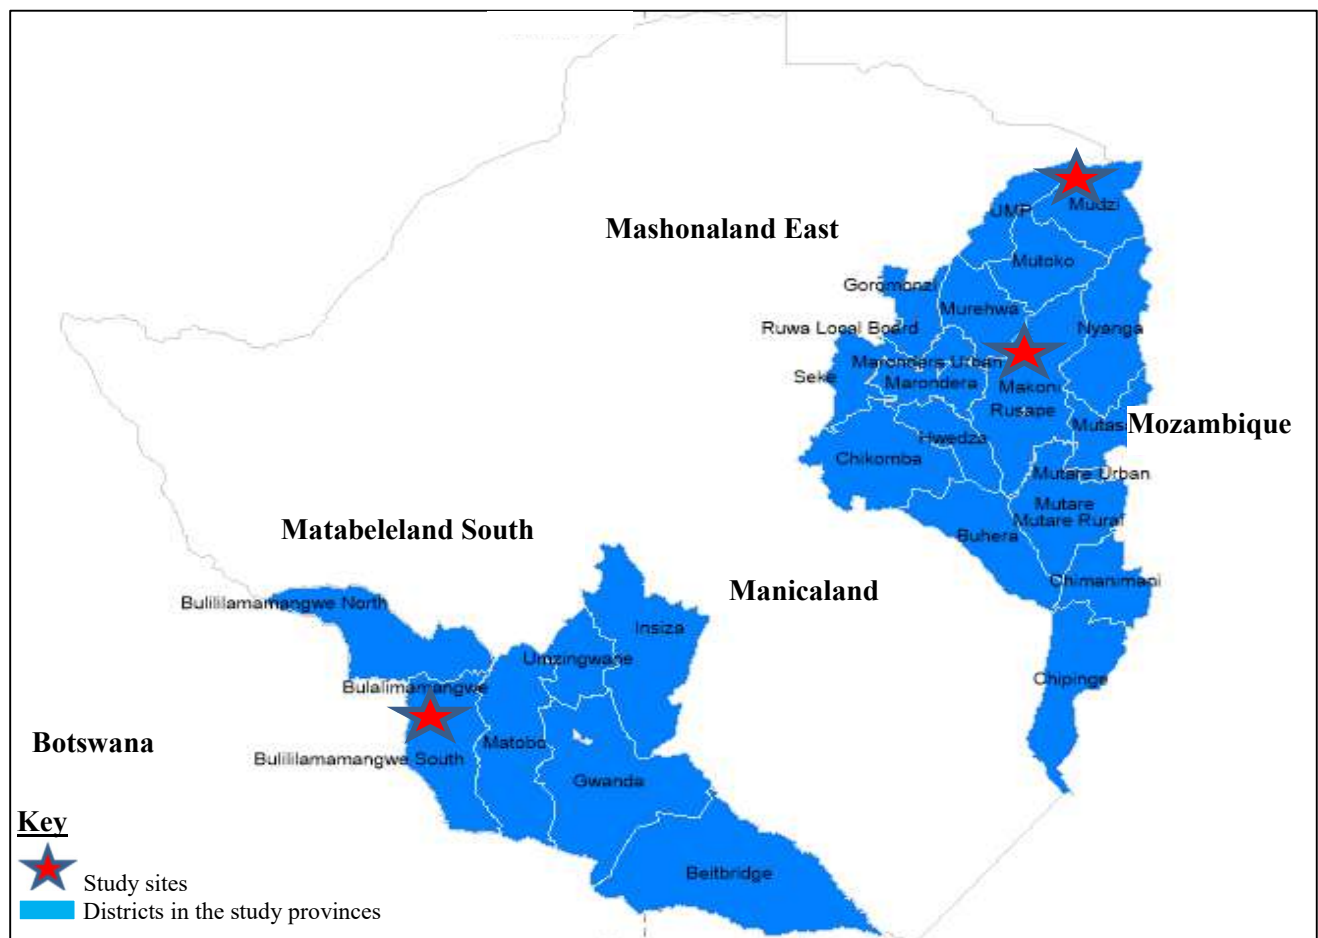 Mudzi
UMP
Mashonaland East
Mutoko
Goromonzi
Murehwa
Ruwa Local Board
Nyanga
Marondera Urban
Seke
Marondera
Makoni
Rusape
Mutasa
Mozambique
Hwedza
Chikomba
Mutare Urban
Mutare
Mutare Rural
Matabeleland South
Buhera
Chimanimani
Manicaland
Bulililamamangwe North
Insiza
Umzingwane
Chipinge
Bulalimamangwe
Botswana
Matobo
Bulililamamangwe South
Gwanda
Key
Beitbridge
Study sites
Districts in the study provinces